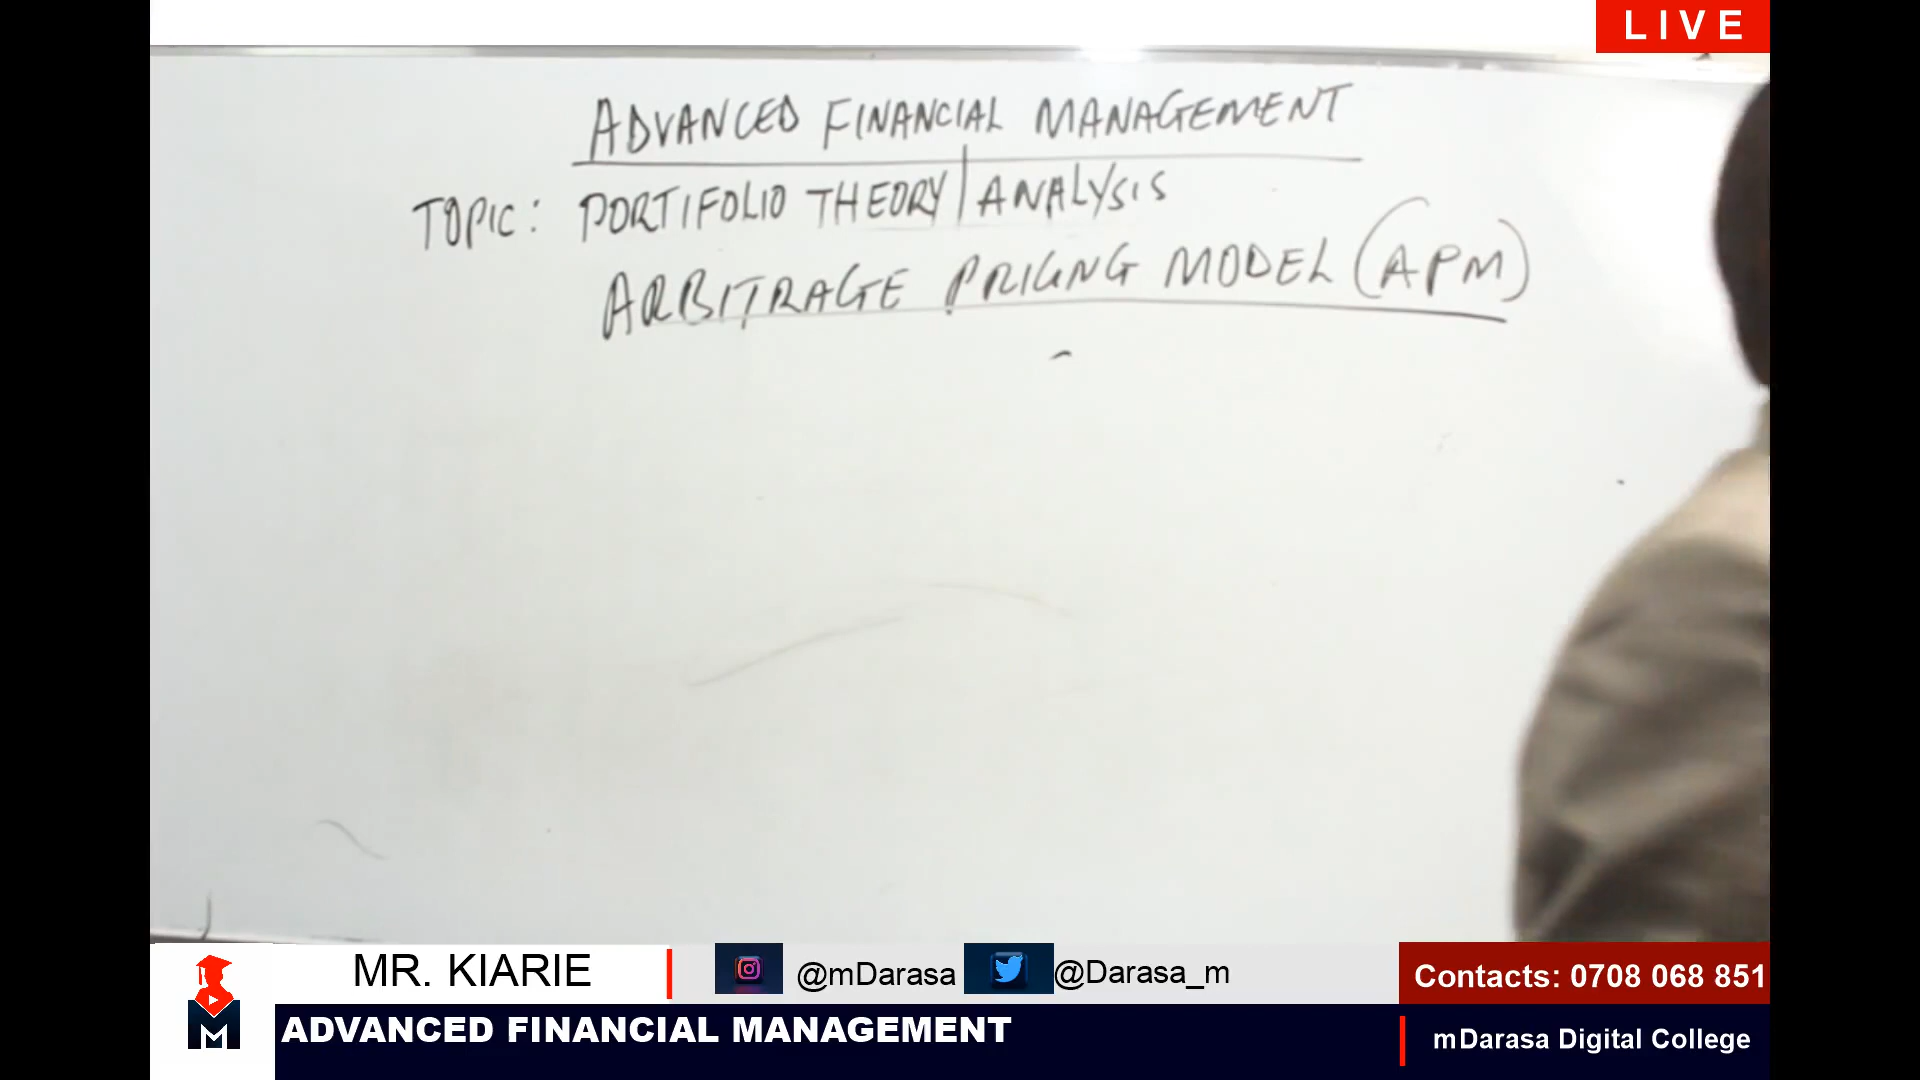 LIVE
ADVANCED FINANCIAL MANAGEMENT
TOPIC: PORTIFOLIO THEORY/ANALYSIS
ARBITRAGE PRICING MODEL (APM)
MR. KIARIE
@mDarasa
@Darasa_m
Contacts: 0708 068 851
M
ADVANCED FINANCIAL MANAGEMENT
mDarasa Digital College